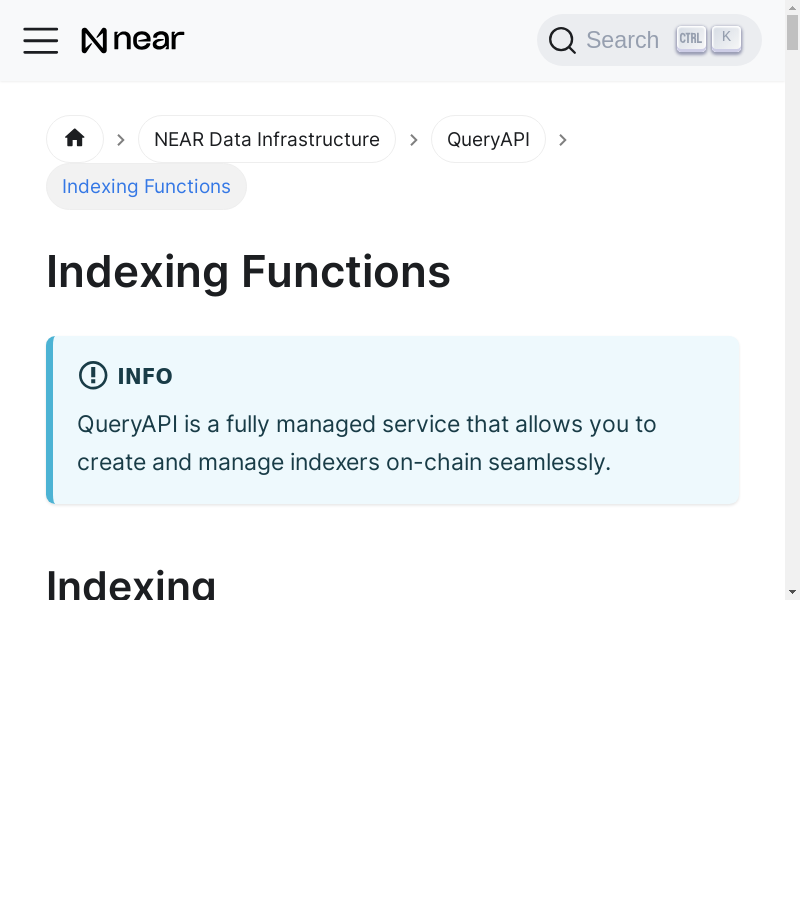 near
Search CTRL K
NEAR Data Infrastructure QueryAPI
Indexing Functions
Indexing Functions
INFO
QueryAPI is a fully managed service that allows you to
create and manage indexers on-chain seamlessly.
Indexing